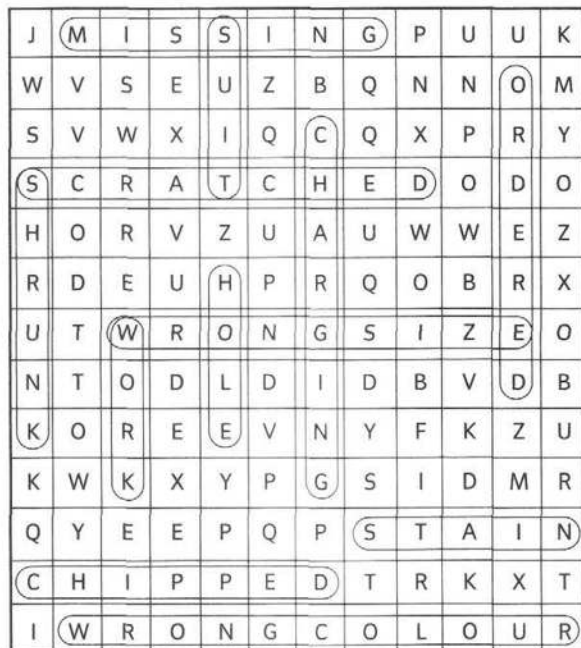 J M I S S I N G P U U K
W V S E U Z B Q N N O M
S V W X I Q C Q X P R Y
S C R A T C H E D O D O
H O R V Z U A U W W E Z
R D E U H P R Q O B R X
U T W R O N G S I Z E O
N T O D L D I D B V D B
K O R E E V N Y F K Z U
K W K X Y P G S I D M R
Q Y E E P Q P S T A I N
C H I P P E D T R K X T
I W R O N G C O L O U R